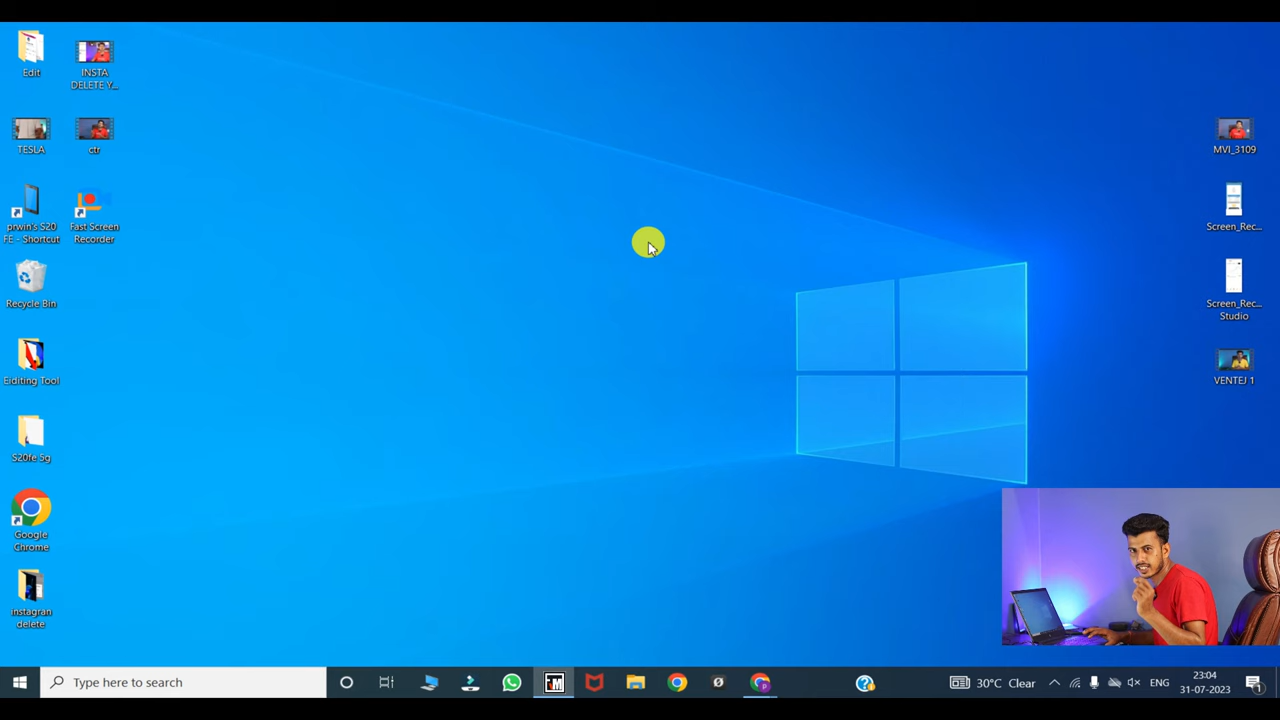 Edit
INSTA
DELETE Y...
TESLA
ctr
prwin's S20
FE - Shortcut
Fast Screen
Recorder
Recycle Bin
Eiditing Tool
S20fe 5g
Google
Chrome
instagran
delete
MVI_3109
Screen_Rec...
Screen_Rec...
Studio
VENTEJ 1
Type here to search
30°C Clear
ENG
23:04
31-07-2023